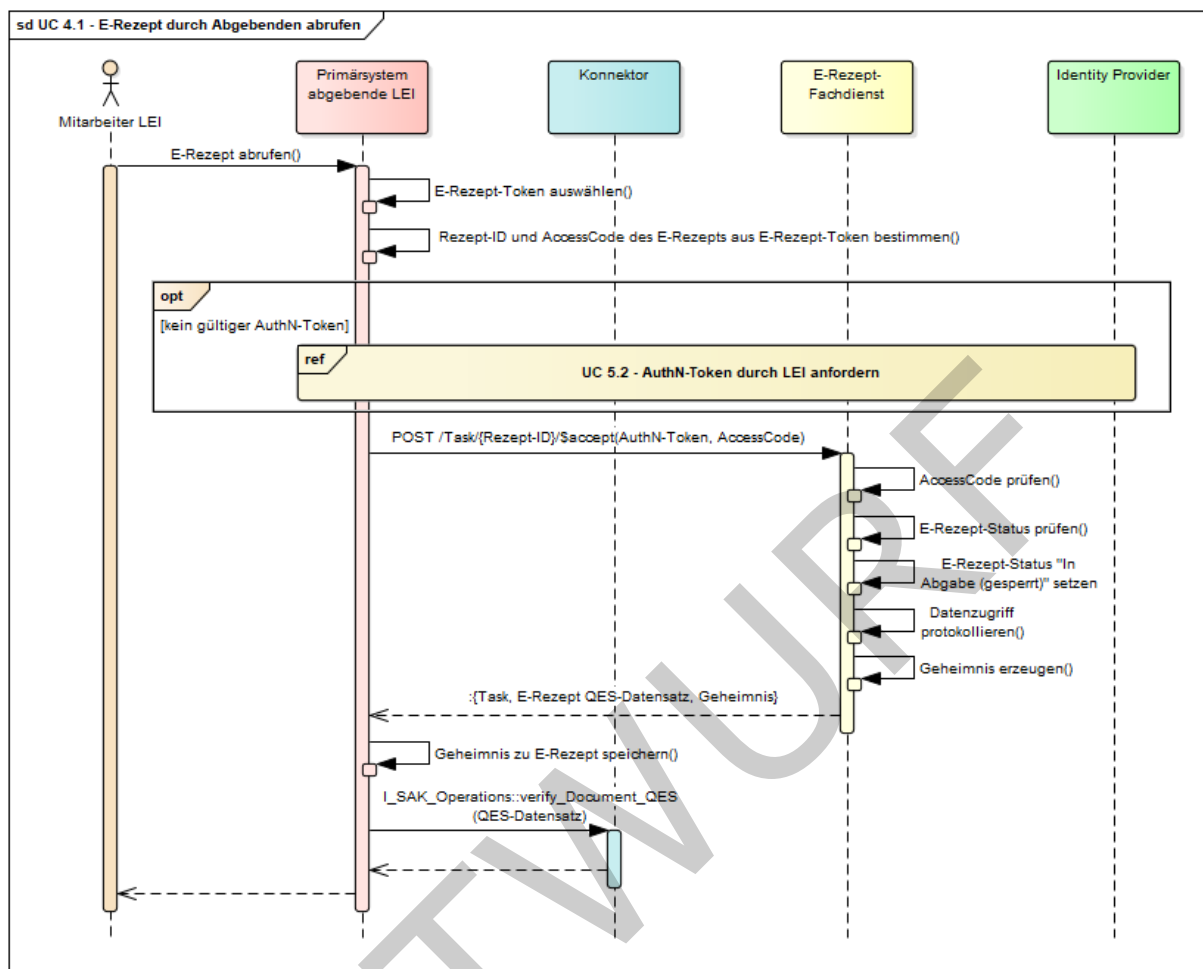 sd UC 4.1 - E-Rezept durch Abgebenden abrufen
Mitarbeiter LEI
Primärsystem
abgebende LEI
Konnektor
E-Rezept-
Fachdienst
Identity Provider
E-Rezept abrufen()
E-Rezept-Token auswählen()
Rezept-ID und AccessCode des E-Rezepts aus E-Rezept-Token bestimmen()
opt
[kein gültiger AuthN-Token]
ref
UC 5.2 - AuthN-Token durch LEI anfordern
POST /Task/{Rezept-ID}/$accept(AuthN-Token, AccessCode)
AccessCode prüfen()
E-Rezept-Status prüfen()
E-Rezept-Status "In
Abgabe (gesperrt)" setzen
Datenzugriff
protokollieren()
Geheimnis erzeugen()
:{Task, E-Rezept QES-Datensatz, Geheimnis}
Geheimnis zu E-Rezept speichern()
I_SAK_Operations::verify_Document_QES
(QES-Datensatz)
TWURF